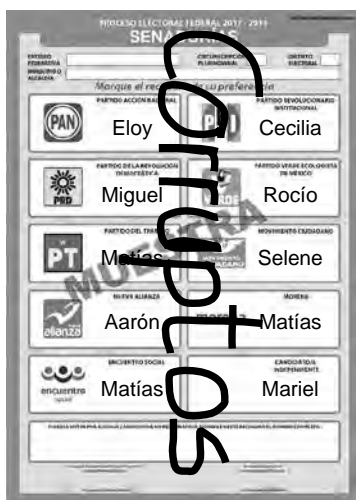 PROCESO ELECTORAL FEDERAL 2017 - 2018
SENADURÍAS
ENTIDAD FEDERATIVA
CIRCUNSCRIPCIÓN PLURINOMINAL
DISTRITO ELECTORAL
MUNICIPIO O ALCALDÍA
Marque el de su preferencia
PARTIDO ACCIÓN NACIONAL
PAN
Eloy
PARTIDO REVOLUCIONARIO INSTITUCIONAL
Cecilia
PARTIDO DE LA REVOLUCIÓN DEMOCRÁTICA
PRD
Miguel
PARTIDO VERDE ECOLOGISTA DE MÉXICO
VERDE
Rocío
PARTIDO DEL TRABAJO
PT
Matías
MOVIMIENTO CIUDADANO
Selene
NUEVA ALIANZA
alianza
Aarón
MORENA
morena
Matías
ENCUENTRO SOCIAL
encuentro social
Matías
CANDIDATO/A INDEPENDIENTE
Mariel
MUESTRA
Corruptos